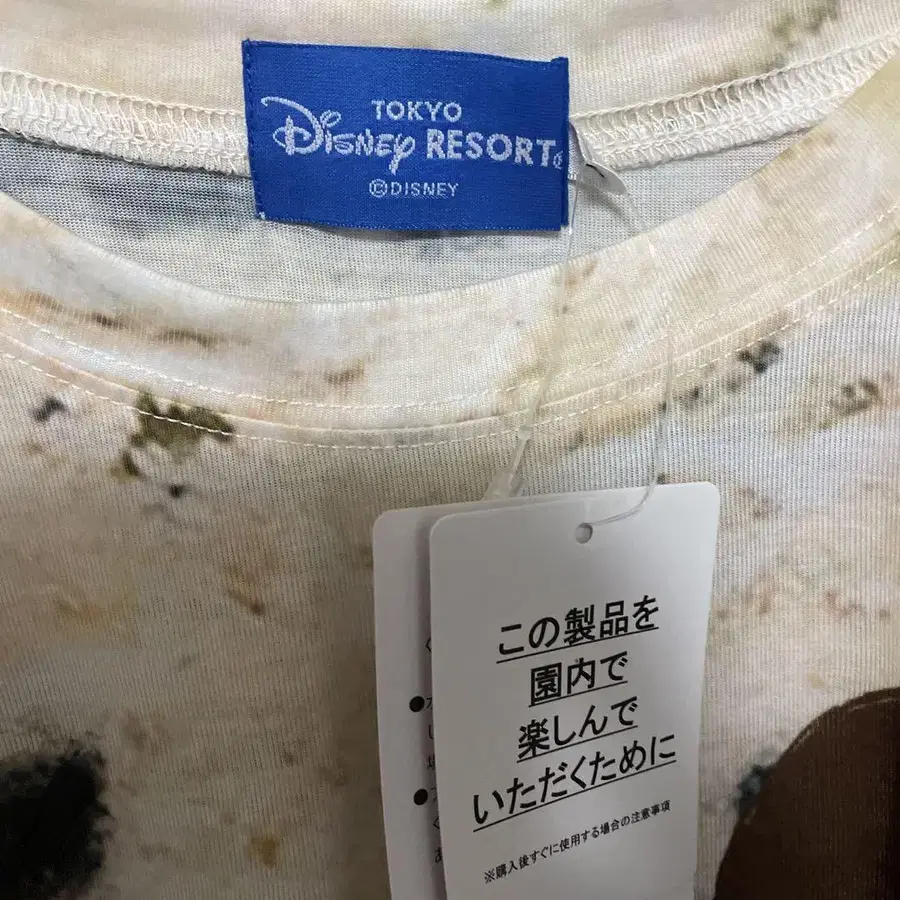 TOKYO
Disney RESORT®
©DISNEY
この製品を
園内で
楽しんで
いただくために
※購入後すぐに使用する場合の注意事項